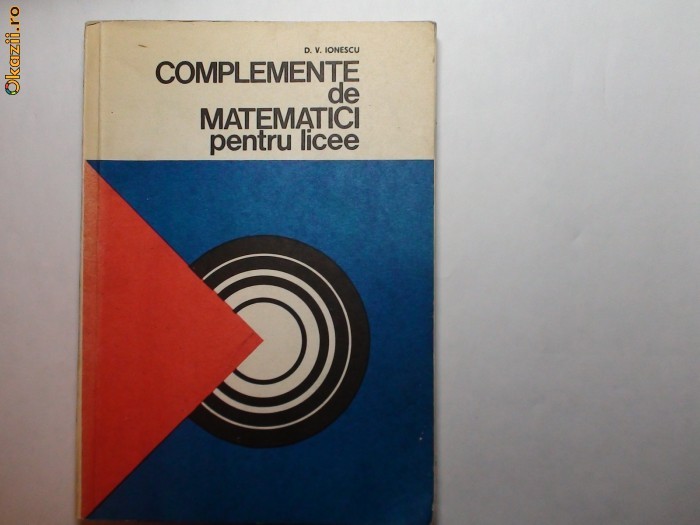 Okazii.ro
D. V. IONESCU
COMPLEMENTE
de
MATEMATICI
pentru licee